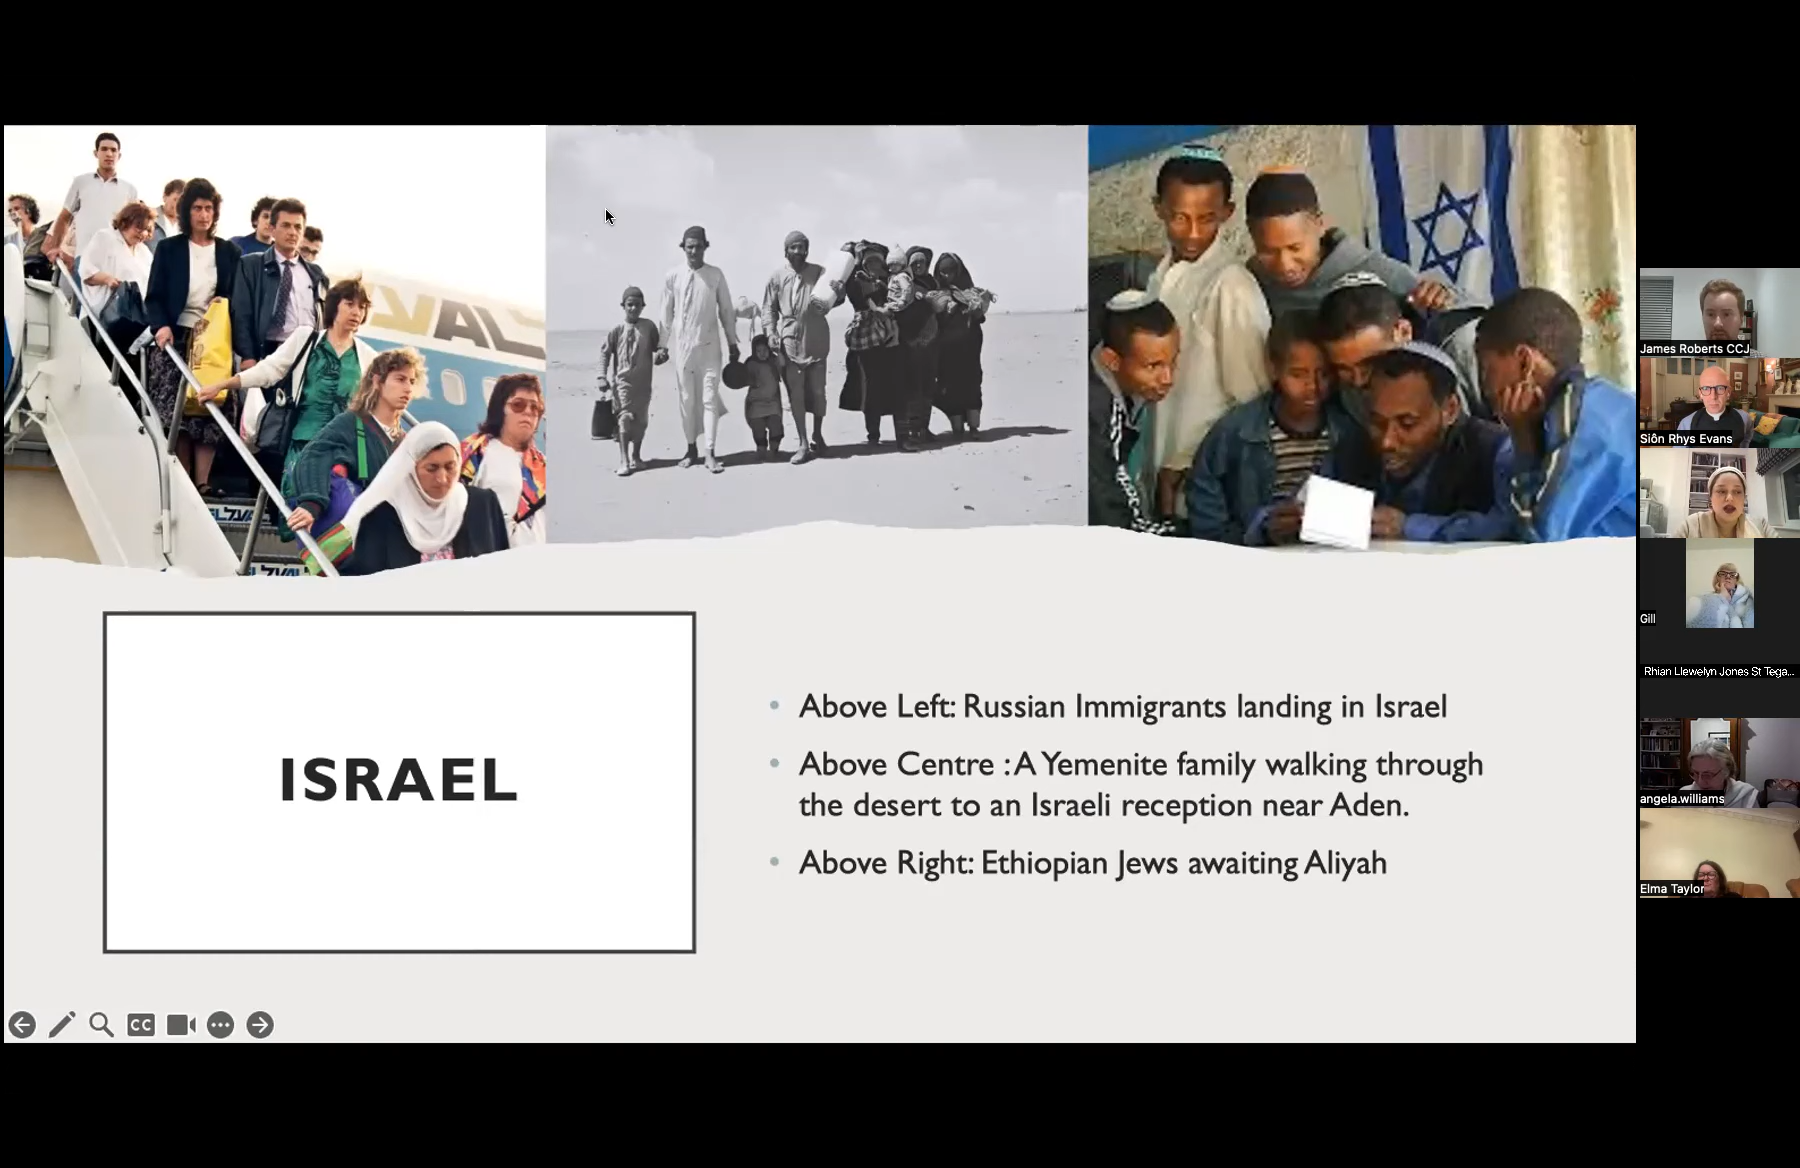 ISRAEL
• Above Left: Russian Immigrants landing in Israel
• Above Centre : A Yemenite family walking through
the desert to an Israeli reception near Aden.
• Above Right: Ethiopian Jews awaiting Aliyah
CC
James Roberts CCJ
Siôn Rhys Evans
Gill
Rhian Llewelyn Jones St Tega...
angela.williams
Elma Taylor